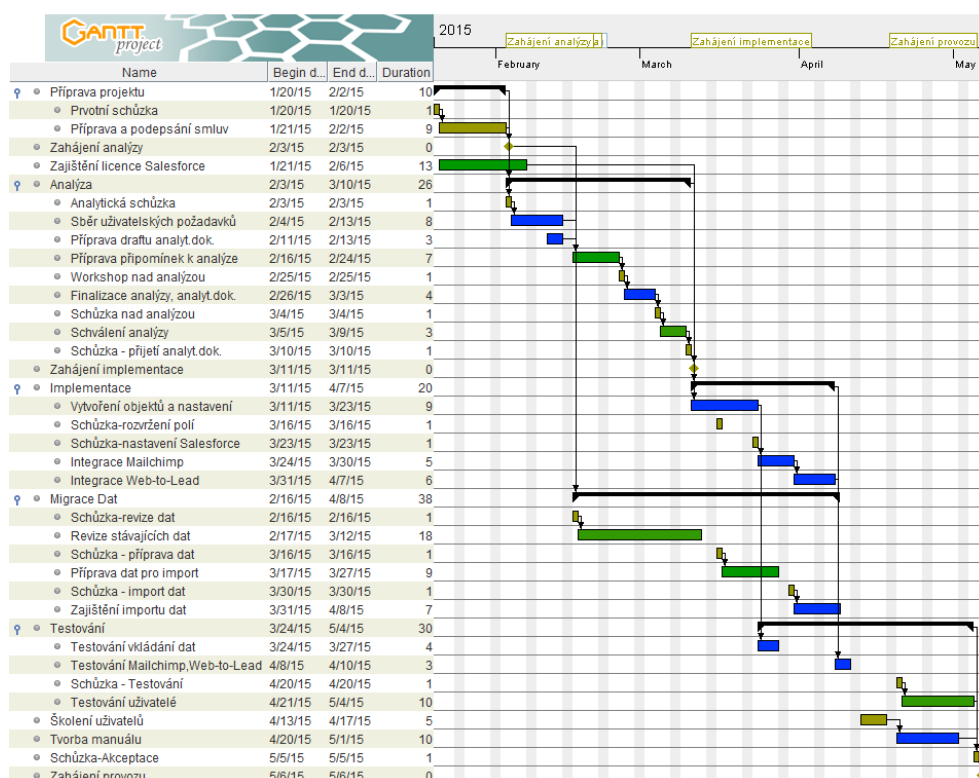 GANTT
project
2015
Zahájení analýzy a Zahájení implementace Zahájení provozu
February March April May
Name Begin d... End d... Duration
Příprava projektu 1/20/15 2/2/15 10
Prvotní schůzka 1/20/15 1/20/15 1
Příprava a podepsání smluv 1/21/15 2/2/15 9
Zahájení analýzy 2/3/15 2/3/15 0
Zajištění licence Salesforce 1/21/15 2/6/15 13
Analýza 2/3/15 3/10/15 26
Analytická schůzka 2/3/15 2/3/15 1
Sběr uživatelských požadavků 2/4/15 2/13/15 8
Příprava draftu analyt.dok. 2/11/15 2/13/15 3
Příprava připomínek k analýze 2/16/15 2/24/15 7
Workshop nad analýzou 2/25/15 2/25/15 1
Finalizace analýzy, analyt.dok. 2/26/15 3/3/15 4
Schůzka nad analýzou 3/4/15 3/4/15 1
Schválení analýzy 3/5/15 3/9/15 3
Schůzka - přijetí analyt.dok. 3/10/15 3/10/15 1
Zahájení implementace 3/11/15 3/11/15 0
Implementace 3/11/15 4/7/15 20
Vytvoření objektů a nastavení 3/11/15 3/23/15 9
Schůzka-rozvržení polí 3/16/15 3/16/15 1
Schůzka-nastavení Salesforce 3/23/15 3/23/15 1
Integrace Mailchimp 3/24/15 3/30/15 5
Integrace Web-to-Lead 3/31/15 4/7/15 6
Migrace Dat 2/16/15 4/8/15 38
Schůzka-revize dat 2/16/15 2/16/15 1
Revize stávajících dat 2/17/15 3/12/15 18
Schůzka - příprava dat 3/16/15 3/16/15 1
Příprava dat pro import 3/17/15 3/27/15 9
Schůzka - import dat 3/30/15 3/30/15 1
Zajištění importu dat 3/31/15 4/8/15 7
Testování 3/24/15 5/4/15 30
Testování vkládání dat 3/24/15 3/27/15 4
Testování Mailchimp,Web-to-Lead 4/8/15 4/10/15 3
Schůzka - Testování 4/20/15 4/20/15 1
Testování uživatelé 4/21/15 5/4/15 10
Školení uživatelů 4/13/15 4/17/15 5
Tvorba manuálu 4/20/15 5/1/15 10
Schůzka-Akceptace 5/5/15 5/5/15 1
Zahájení provozu 5/6/15 5/6/15 0